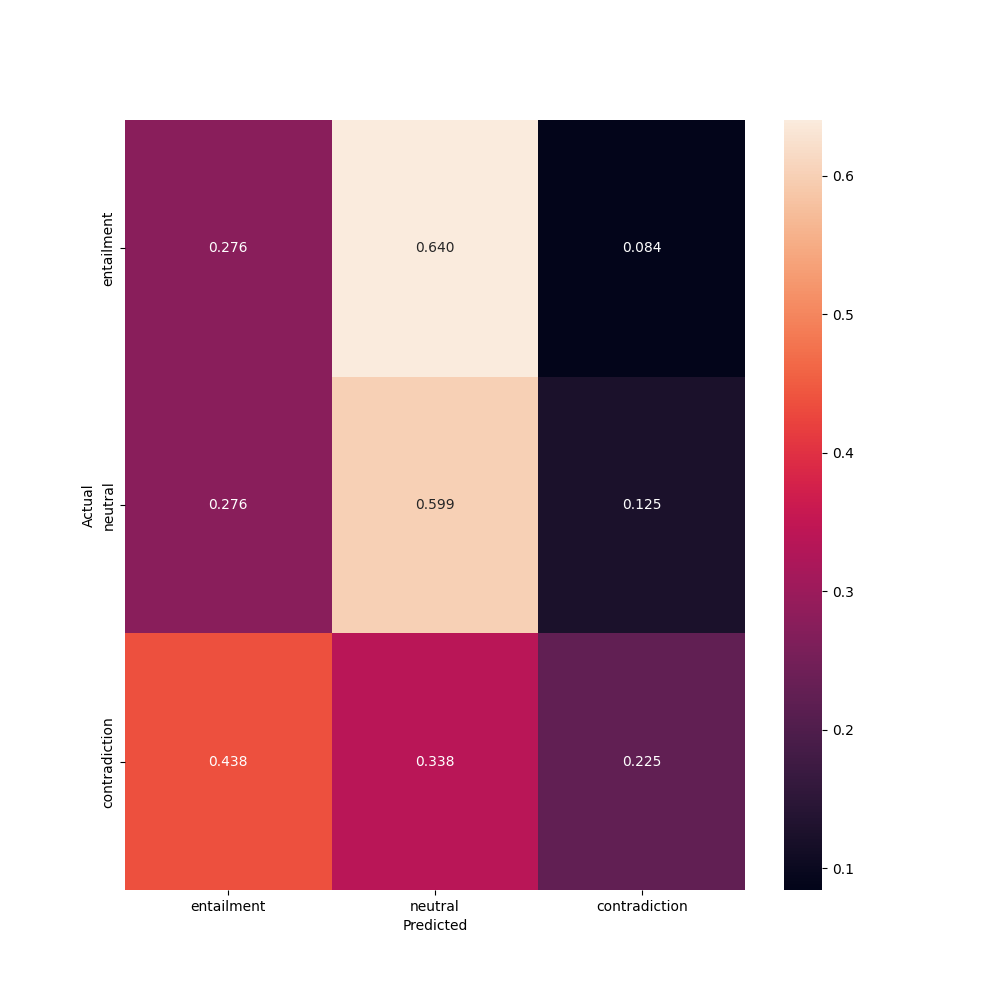 entailment
0.276 0.640 0.084
Actual
neutral
0.276 0.599 0.125
contradiction
0.438 0.338 0.225
entailment neutral contradiction
Predicted
0.6
0.5
0.4
0.3
0.2
0.1